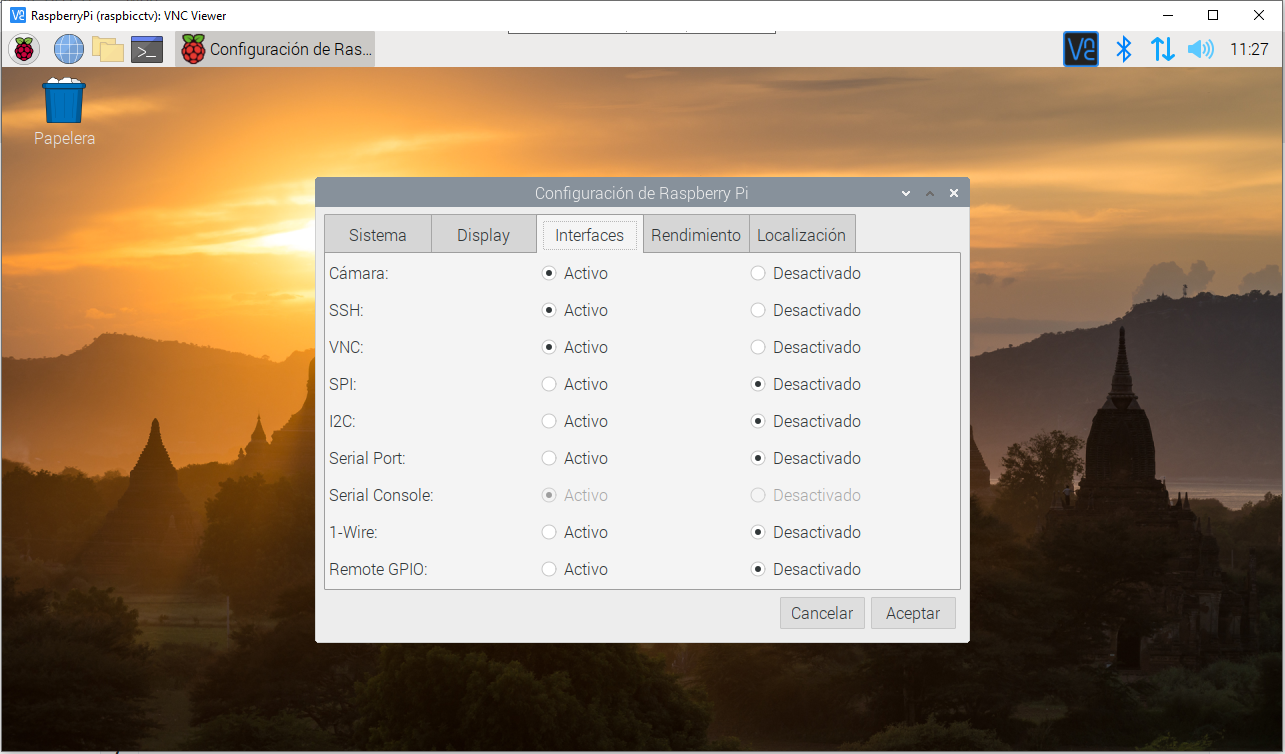 RaspberryPi (raspbicctv): VNC Viewer
Configuración de Ras... 11:27
Papelera
Configuración de Raspberry Pi
Sistema Display Interfaces Rendimiento Localización
Cámara: Activo Desactivado
SSH: Activo Desactivado
VNC: Activo Desactivado
SPI: Activo Desactivado
I2C: Activo Desactivado
Serial Port: Activo Desactivado
Serial Console: Activo Desactivado
1-Wire: Activo Desactivado
Remote GPIO: Activo Desactivado
Cancelar Aceptar